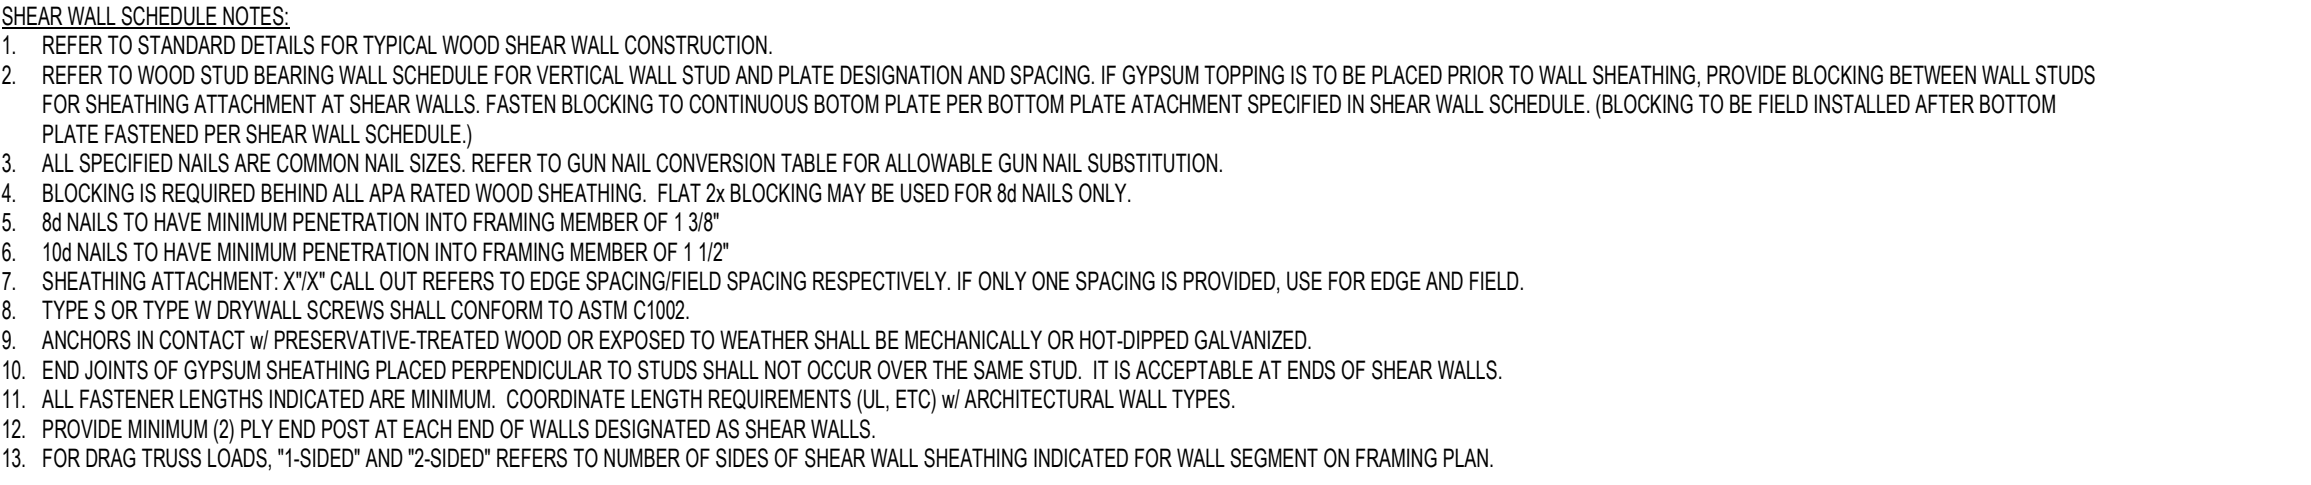 SHEAR WALL SCHEDULE NOTES:
1. REFER TO STANDARD DETAILS FOR TYPICAL WOOD SHEAR WALL CONSTRUCTION.
2. REFER TO WOOD STUD BEARING WALL SCHEDULE FOR VERTICAL WALL STUD AND PLATE DESIGNATION AND SPACING. IF GYPSUM TOPPING IS TO BE PLACED PRIOR TO WALL SHEATHING, PROVIDE BLOCKING BETWEEN WALL STUDS
FOR SHEATHING ATTACHMENT AT SHEAR WALLS. FASTEN BLOCKING TO CONTINUOUS BOTOM PLATE PER BOTTOM PLATE ATACHMENT SPECIFIED IN SHEAR WALL SCHEDULE. (BLOCKING TO BE FIELD INSTALLED AFTER BOTTOM
PLATE FASTENED PER SHEAR WALL SCHEDULE.)
3. ALL SPECIFIED NAILS ARE COMMON NAIL SIZES. REFER TO GUN NAIL CONVERSION TABLE FOR ALLOWABLE GUN NAIL SUBSTITUTION.
4. BLOCKING IS REQUIRED BEHIND ALL APA RATED WOOD SHEATHING. FLAT 2x BLOCKING MAY BE USED FOR 8d NAILS ONLY.
5. 8d NAILS TO HAVE MINIMUM PENETRATION INTO FRAMING MEMBER OF 1 3/8"
6. 10d NAILS TO HAVE MINIMUM PENETRATION INTO FRAMING MEMBER OF 1 1/2"
7. SHEATHING ATTACHMENT: X"/X" CALL OUT REFERS TO EDGE SPACING/FIELD SPACING RESPECTIVELY. IF ONLY ONE SPACING IS PROVIDED, USE FOR EDGE AND FIELD.
8. TYPE S OR TYPE W DRYWALL SCREWS SHALL CONFORM TO ASTM C1002.
9. ANCHORS IN CONTACT w/ PRESERVATIVE-TREATED WOOD OR EXPOSED TO WEATHER SHALL BE MECHANICALLY OR HOT-DIPPED GALVANIZED.
10. END JOINTS OF GYPSUM SHEATHING PLACED PERPENDICULAR TO STUDS SHALL NOT OCCUR OVER THE SAME STUD. IT IS ACCEPTABLE AT ENDS OF SHEAR WALLS.
11. ALL FASTENER LENGTHS INDICATED ARE MINIMUM. COORDINATE LENGTH REQUIREMENTS (UL, ETC) w/ ARCHITECTURAL WALL TYPES.
12. PROVIDE MINIMUM (2) PLY END POST AT EACH END OF WALLS DESIGNATED AS SHEAR WALLS.
13. FOR DRAG TRUSS LOADS, "1-SIDED" AND "2-SIDED" REFERS TO NUMBER OF SIDES OF SHEAR WALL SHEATHING INDICATED FOR WALL SEGMENT ON FRAMING PLAN.